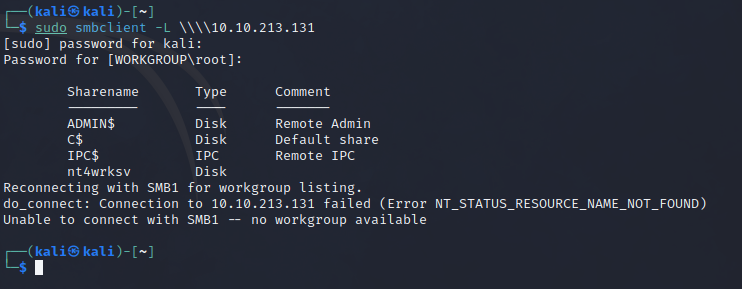 ┌──(kali㉿kali)-[~]
└─$ sudo smbclient -L \\\\10.10.213.131
[sudo] password for kali:
Password for [WORKGROUP\root]:

        Sharename       Type      Comment
        ---------       ----      -------
        ADMIN$          Disk      Remote Admin
        C$              Disk      Default share
        IPC$            IPC       Remote IPC
        nt4wrksv        Disk
Reconnecting with SMB1 for workgroup listing.
do_connect: Connection to 10.10.213.131 failed (Error NT_STATUS_RESOURCE_NAME_NOT_FOUND)
Unable to connect with SMB1 -- no workgroup available

┌──(kali㉿kali)-[~]
└─$